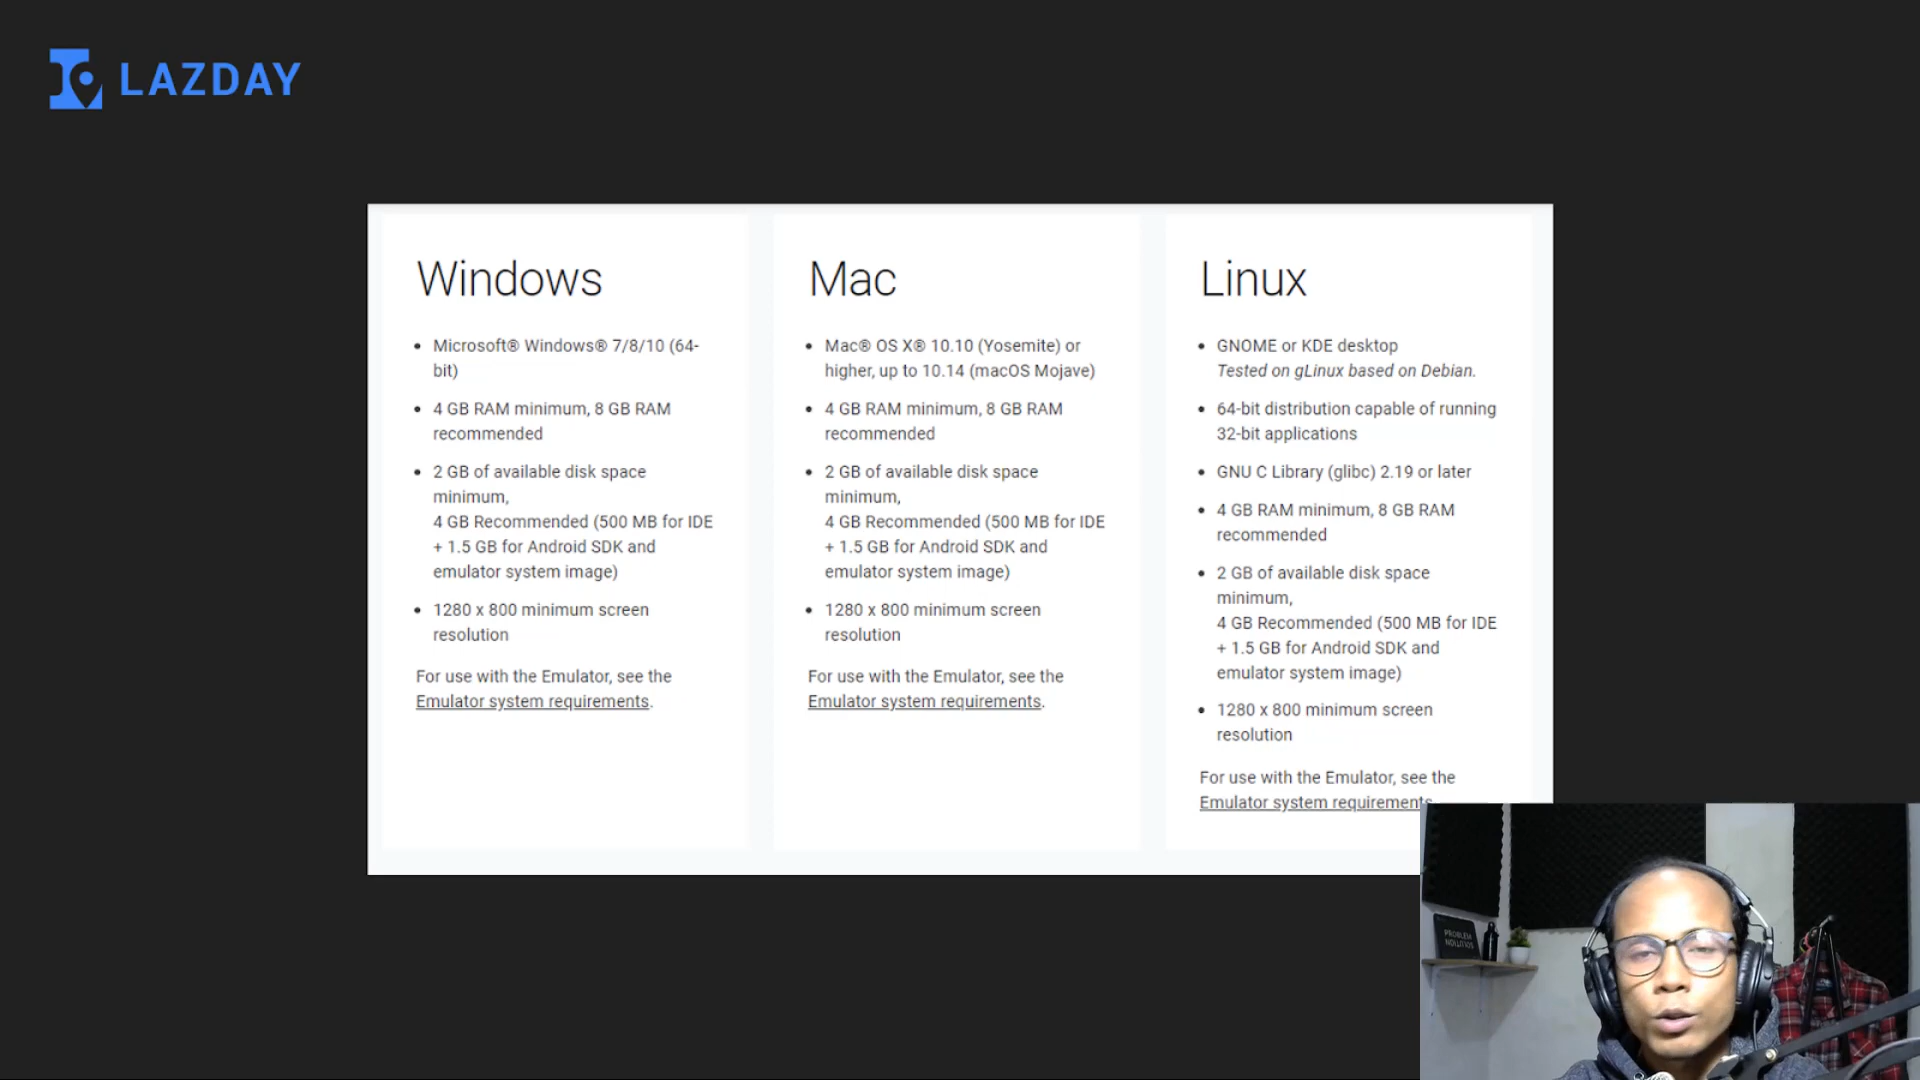 LAZDAY
Windows
• Microsoft® Windows® 7/8/10 (64-
bit)
• 4 GB RAM minimum, 8 GB RAM
recommended
• 2 GB of available disk space
minimum,
4 GB Recommended (500 MB for IDE
+ 1.5 GB for Android SDK and
emulator system image)
• 1280 x 800 minimum screen
resolution
For use with the Emulator, see the
Emulator system requirements.
Mac
• Mac® OS X® 10.10 (Yosemite) or
higher, up to 10.14 (macOS Mojave)
• 4 GB RAM minimum, 8 GB RAM
recommended
• 2 GB of available disk space
minimum,
4 GB Recommended (500 MB for IDE
+ 1.5 GB for Android SDK and
emulator system image)
• 1280 x 800 minimum screen
resolution
For use with the Emulator, see the
Emulator system requirements.
Linux
• GNOME or KDE desktop
Tested on gLinux based on Debian.
• 64-bit distribution capable of running
32-bit applications
• GNU C Library (glibc) 2.19 or later
• 4 GB RAM minimum, 8 GB RAM
recommended
• 2 GB of available disk space
minimum,
4 GB Recommended (500 MB for IDE
+ 1.5 GB for Android SDK and
emulator system image)
• 1280 x 800 minimum screen
resolution
For use with the Emulator, see the
Emulator system requirements
PROBLEM
NOITULOS